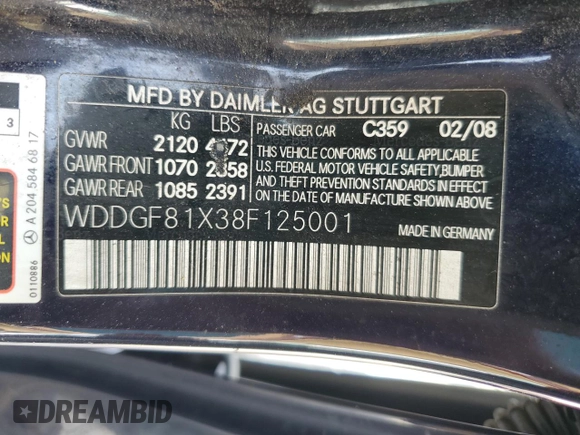 MFD BY DAIMLER AG STUTTGART
KG LBS
PASSENGER CAR C359 02/08
GVWR 2120
GAWR FRONT 1070
GAWR REAR 1085 2391
THIS VEHICLE CONFORMS TO ALL APPLICABLE
U.S. FEDERAL MOTOR VEHICLE SAFETY,BUMPER
AND THEFT PREVENTION STANDARDS IN EFFECT
ON THE DATE OF MANUFACTURE SHOWN ABOVE
WDDGF81X38F125001
MADE IN GERMANY
3
A 204 584 68 17
0110886
DREAMBID